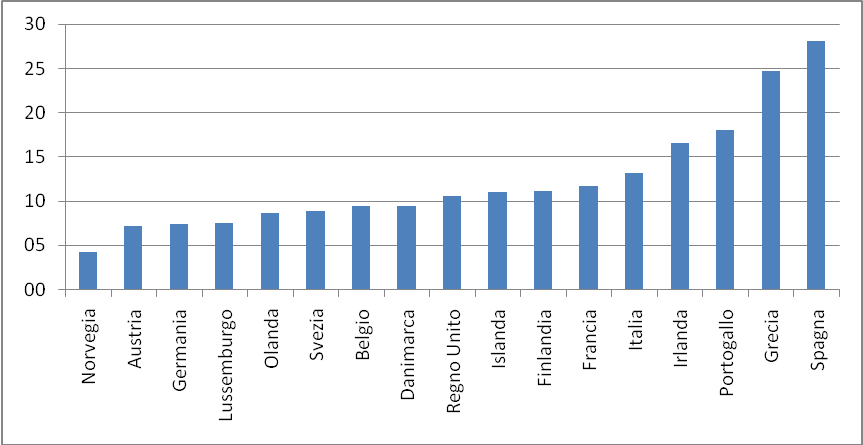 30
25
20
15
10
05
00
Norvegia
Austria
Germania
Lussemburgo
Olanda
Svezia
Belgio
Danimarca
Regno Unito
Islanda
Finlandia
Francia
Italia
Irlanda
Portogallo
Grecia
Spagna